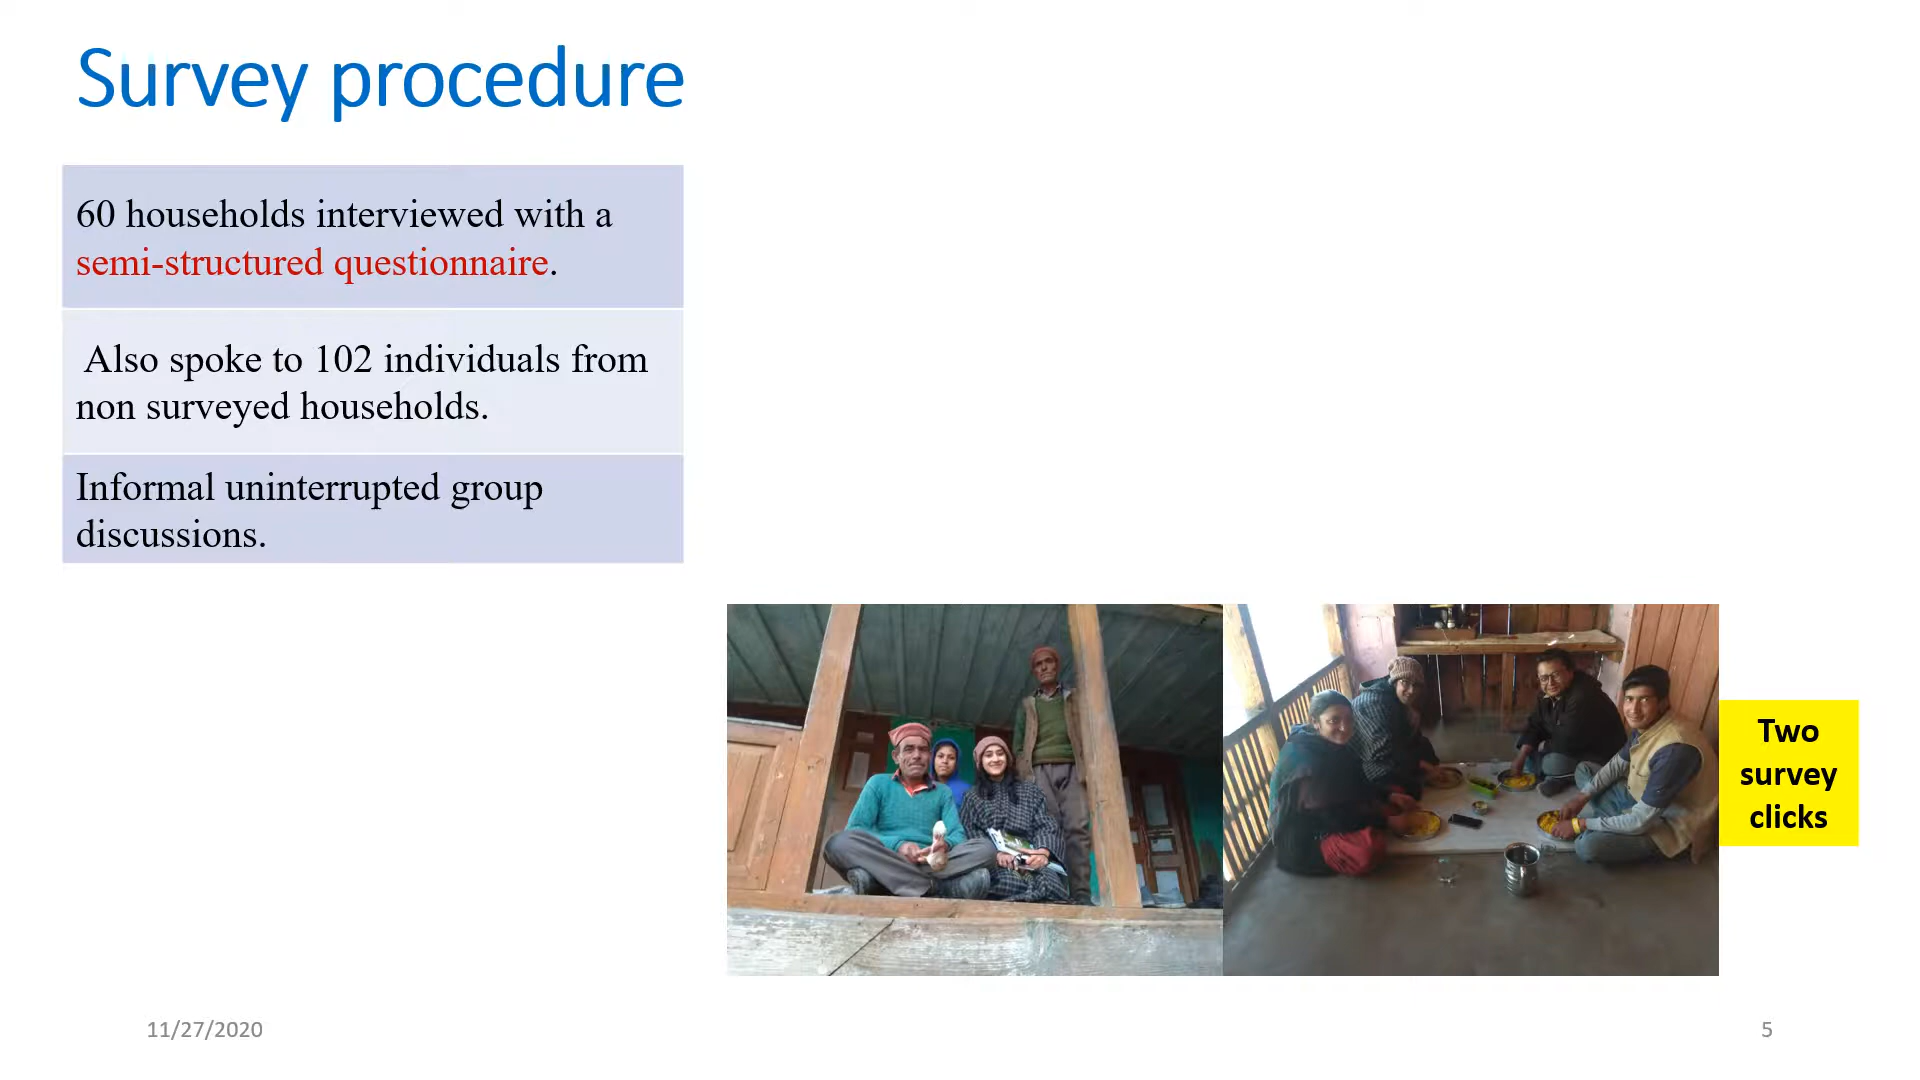 Survey procedure
60 households interviewed with a
semi-structured questionnaire.
Also spoke to 102 individuals from
non surveyed households.
Informal uninterrupted group
discussions.
Two
survey
clicks
11/27/2020
5